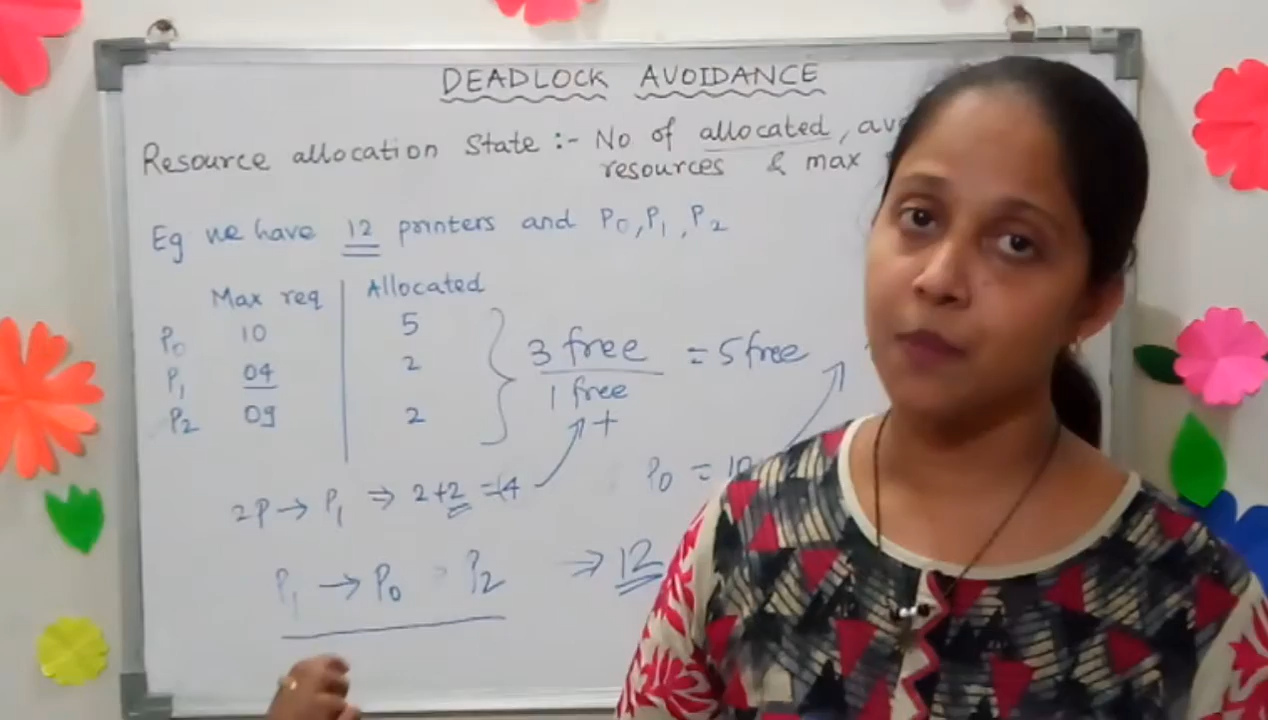 DEADLOCK AVOIDANCE
Resource allocation State :- No of allocated,
resources & max
Eg we have 12 printers and P0, P1, P2
Max req | Allocated
P0 10 5
P1 04 2
P2 09 2
3 free = 5 free
1 free
+
2P → P1 ⇒ 2+2 = 4
P0 = 10
P1 → P0 P2 ⇒ 12